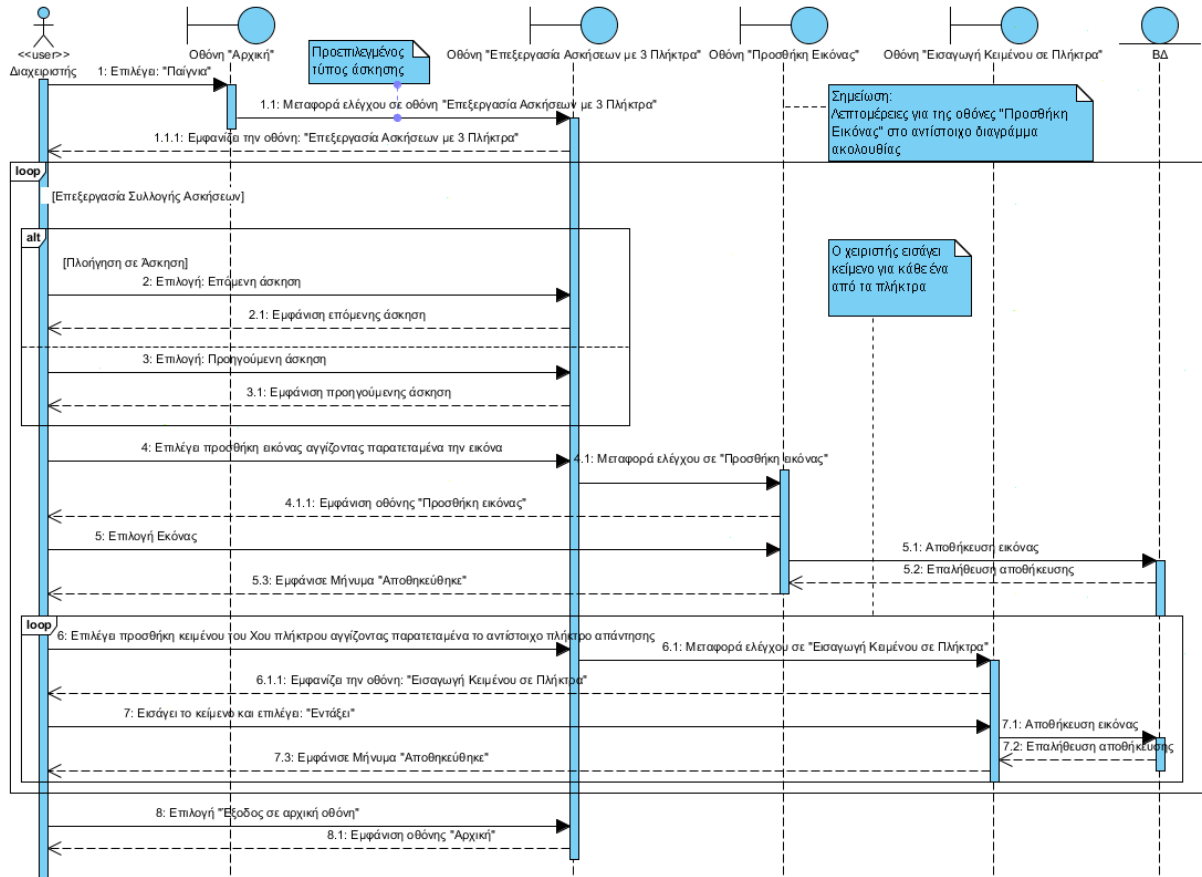 <<user>>
Διαχειριστής
Οθόνη "Αρχική"
Οθόνη "Επεξεργασία Ασκήσεων με 3 Πλήκτρα"
Οθόνη "Προσθήκη Εικόνας"
Οθόνη "Εισαγωγή Κειμένου σε Πλήκτρα"
ΒΔ
Προεπιλεγμένος
τύπος άσκησης
1: Επιλέγει: "Παίγνια"
Σημείωση:
Λεπτομέρειες για της οθόνες "Προσθήκη
Εικόνας" στο αντίστοιχο διαγράμμα
ακολουθίας
1.1: Μεταφορά ελέγχου σε οθόνη "Επεξεργασία Ασκήσεων με 3 Πλήκτρα"
1.1.1: Εμφανίζει την οθόνη: "Επεξεργασία Ασκήσεων με 3 Πλήκτρα"
loop
[Επεξεργασία Συλλογής Ασκήσεων]
alt
[Πλοήγηση σε Άσκηση]
Ο χειριστής εισάγει
κείμενο για κάθε ένα
από τα πλήκτρα
2: Επιλογή: Επόμενη άσκηση
2.1: Εμφάνιση επόμενης άσκηση
3: Επιλογή: Προηγούμενη άσκηση
3.1: Εμφάνιση προηγούμενης άσκηση
4: Επιλέγει προσθήκη εικόνας αγγίζοντας παρατεταμένα την εικόνα
4.1: Μεταφορά ελέγχου σε "Προσθήκη εικόνας"
4.1.1: Εμφάνιση οθόνης "Προσθήκη εικόνας"
5: Επιλογή Εκόνας
5.1: Αποθήκευση εικόνας
5.2: Επαλήθευση αποθήκευσης
5.3: Εμφάνισε Μήνυμα "Αποθηκεύθηκε"
loop
6: Επιλέγει προσθήκη κειμένου του Χου πλήκτρου αγγίζοντας παρατεταμένα το αντίστοιχο πλήκτρο απάντησης
6.1: Μεταφορά ελέγχου σε "Εισαγωγή Κειμένου σε Πλήκτρα"
6.1.1: Εμφανίζει την οθόνη: "Εισαγωγή Κειμένου σε Πλήκτρα"
7: Εισάγει το κείμενο και επιλέγει: "Εντάξει"
7.1: Αποθήκευση εικόνας
7.2: Επαλήθευση αποθήκευσης
7.3: Εμφάνισε Μήνυμα "Αποθηκεύθηκε"
8: Επιλογή "Έξοδος σε αρχική οθόνη"
8.1: Εμφάνιση οθόνης "Αρχική"